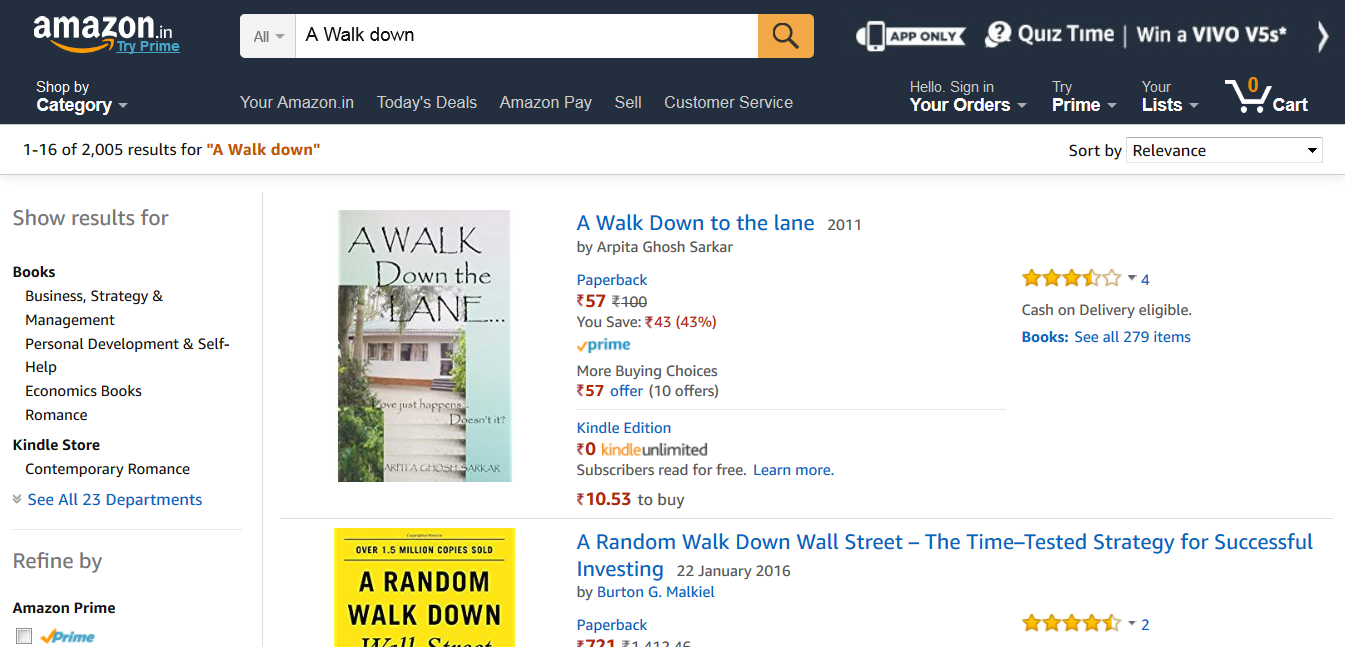 amazon.in
Try Prime
All
A Walk down
APP ONLY
Quiz Time | Win a VIVO V5s*
Shop by
Category
Your Amazon.in
Today's Deals
Amazon Pay
Sell
Customer Service
Hello. Sign in
Your Orders
Try
Prime
Your
Lists
0
Cart
1-16 of 2,005 results for "A Walk down"
Sort by
Relevance
Show results for
Books
Business, Strategy &
Management
Personal Development & Self-
Help
Economics Books
Romance
Kindle Store
Contemporary Romance
See All 23 Departments
Refine by
Amazon Prime
Prime
A WALK
Down the
LANE...
Love just happens..
Doesn't it?
ARPITA GHOSH SARKAR
A Walk Down to the lane 2011
by Arpita Ghosh Sarkar
Paperback
₹57 ₹100
You Save: ₹43 (43%)
prime
More Buying Choices
₹57 offer (10 offers)
Kindle Edition
₹0 kindleunlimited
Subscribers read for free. Learn more.
₹10.53 to buy
4
Cash on Delivery eligible.
Books: See all 279 items
OVER 1.5 MILLION COPIES SOLD
A RANDOM
WALK DOWN
Wall Street
A Random Walk Down Wall Street – The Time–Tested Strategy for Successful
Investing 22 January 2016
by Burton G. Malkiel
Paperback
₹721 ₹1,412.46
2